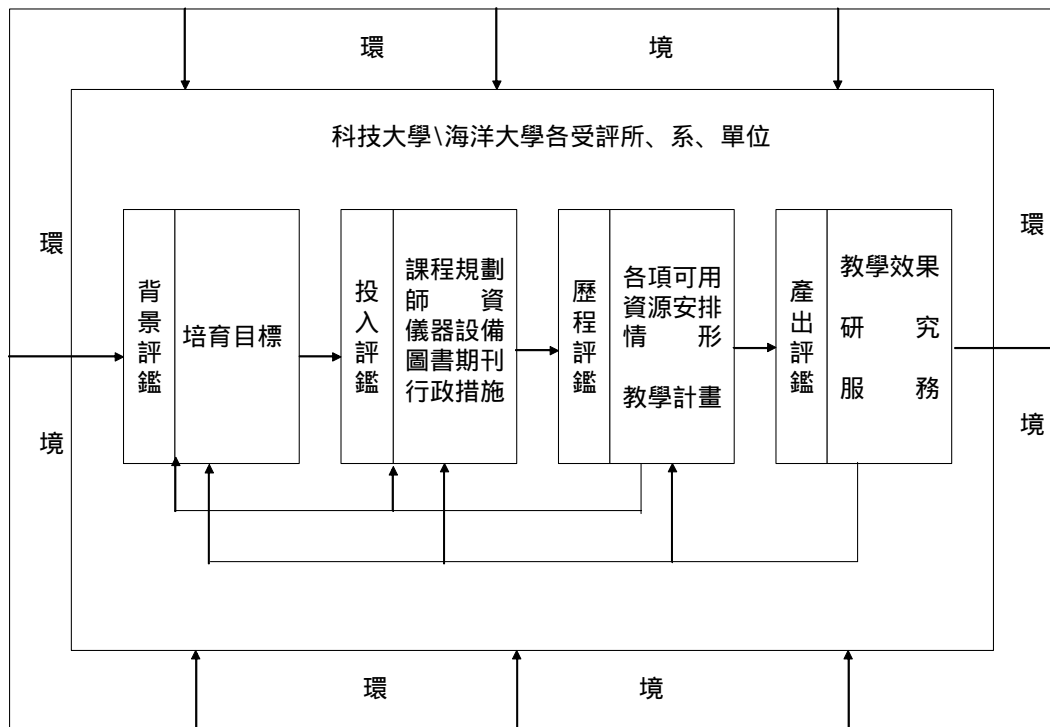 環 境
科技大學\海洋大學各受評所、系、單位
環
境
背景評鑑
培育目標
投入評鑑
課程規劃
師 資
儀器設備
圖書期刊
行政措施
歷程評鑑
各項可用
資源安排
情 形
教學計畫
產出評鑑
教學效果
研 究
服 務
環
境
環 境